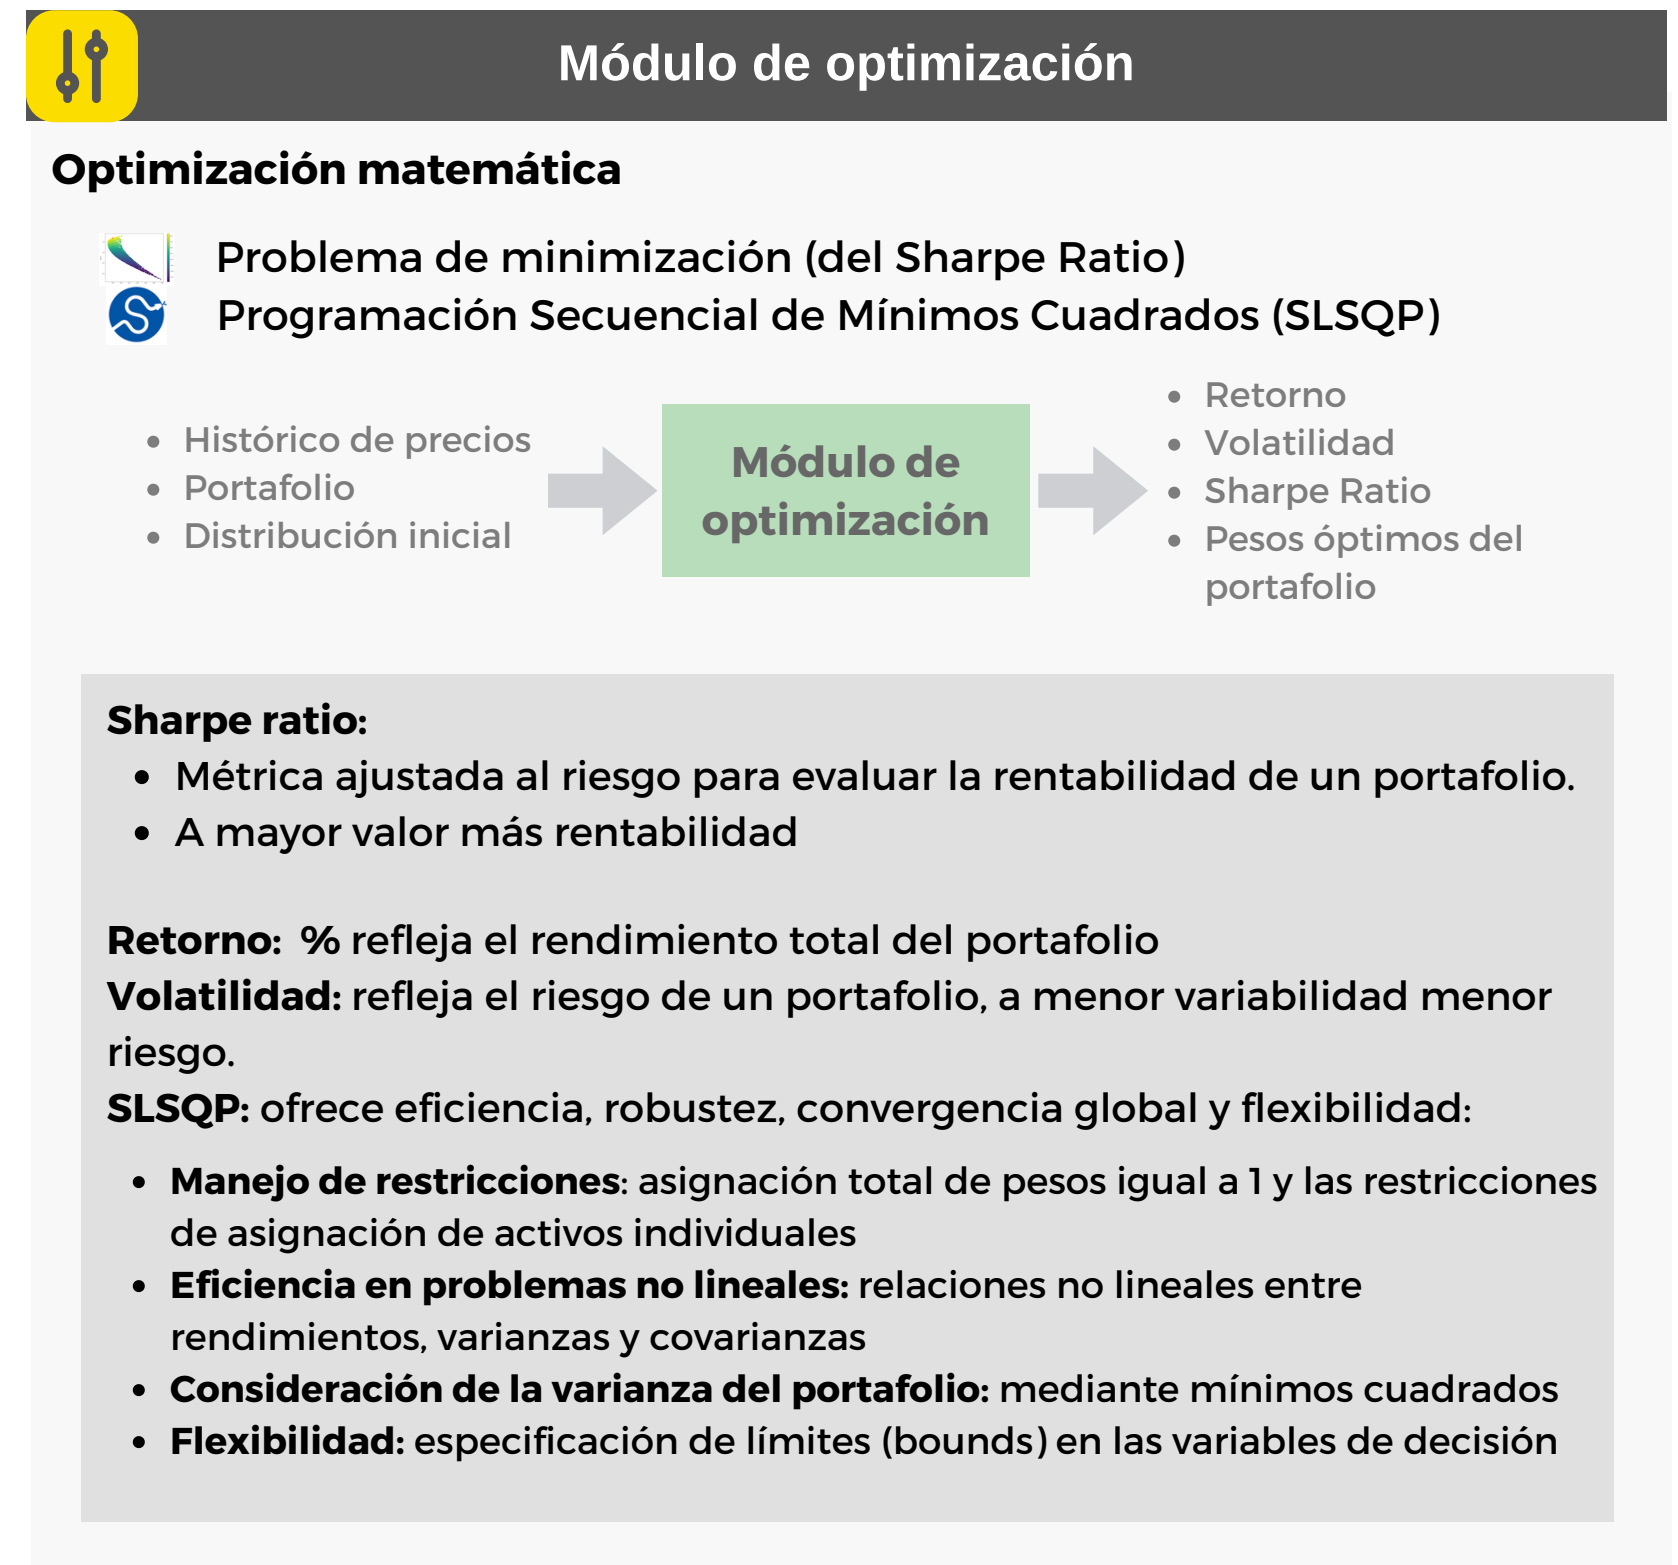 Módulo de optimización
Optimización matemática
Problema de minimización (del Sharpe Ratio)
Programación Secuencial de Mínimos Cuadrados (SLSQP)
• Histórico de precios
• Portafolio
• Distribución inicial
Módulo de
optimización
• Retorno
• Volatilidad
• Sharpe Ratio
• Pesos óptimos del
portafolio
Sharpe ratio:
• Métrica ajustada al riesgo para evaluar la rentabilidad de un portafolio.
• A mayor valor más rentabilidad
Retorno: % refleja el rendimiento total del portafolio
Volatilidad: refleja el riesgo de un portafolio, a menor variabilidad menor
riesgo.
SLSQP: ofrece eficiencia, robustez, convergencia global y flexibilidad:
• Manejo de restricciones: asignación total de pesos igual a 1 y las restricciones
de asignación de activos individuales
• Eficiencia en problemas no lineales: relaciones no lineales entre
rendimientos, varianzas y covarianzas
• Consideración de la varianza del portafolio: mediante mínimos cuadrados
• Flexibilidad: especificación de límites (bounds) en las variables de decisión